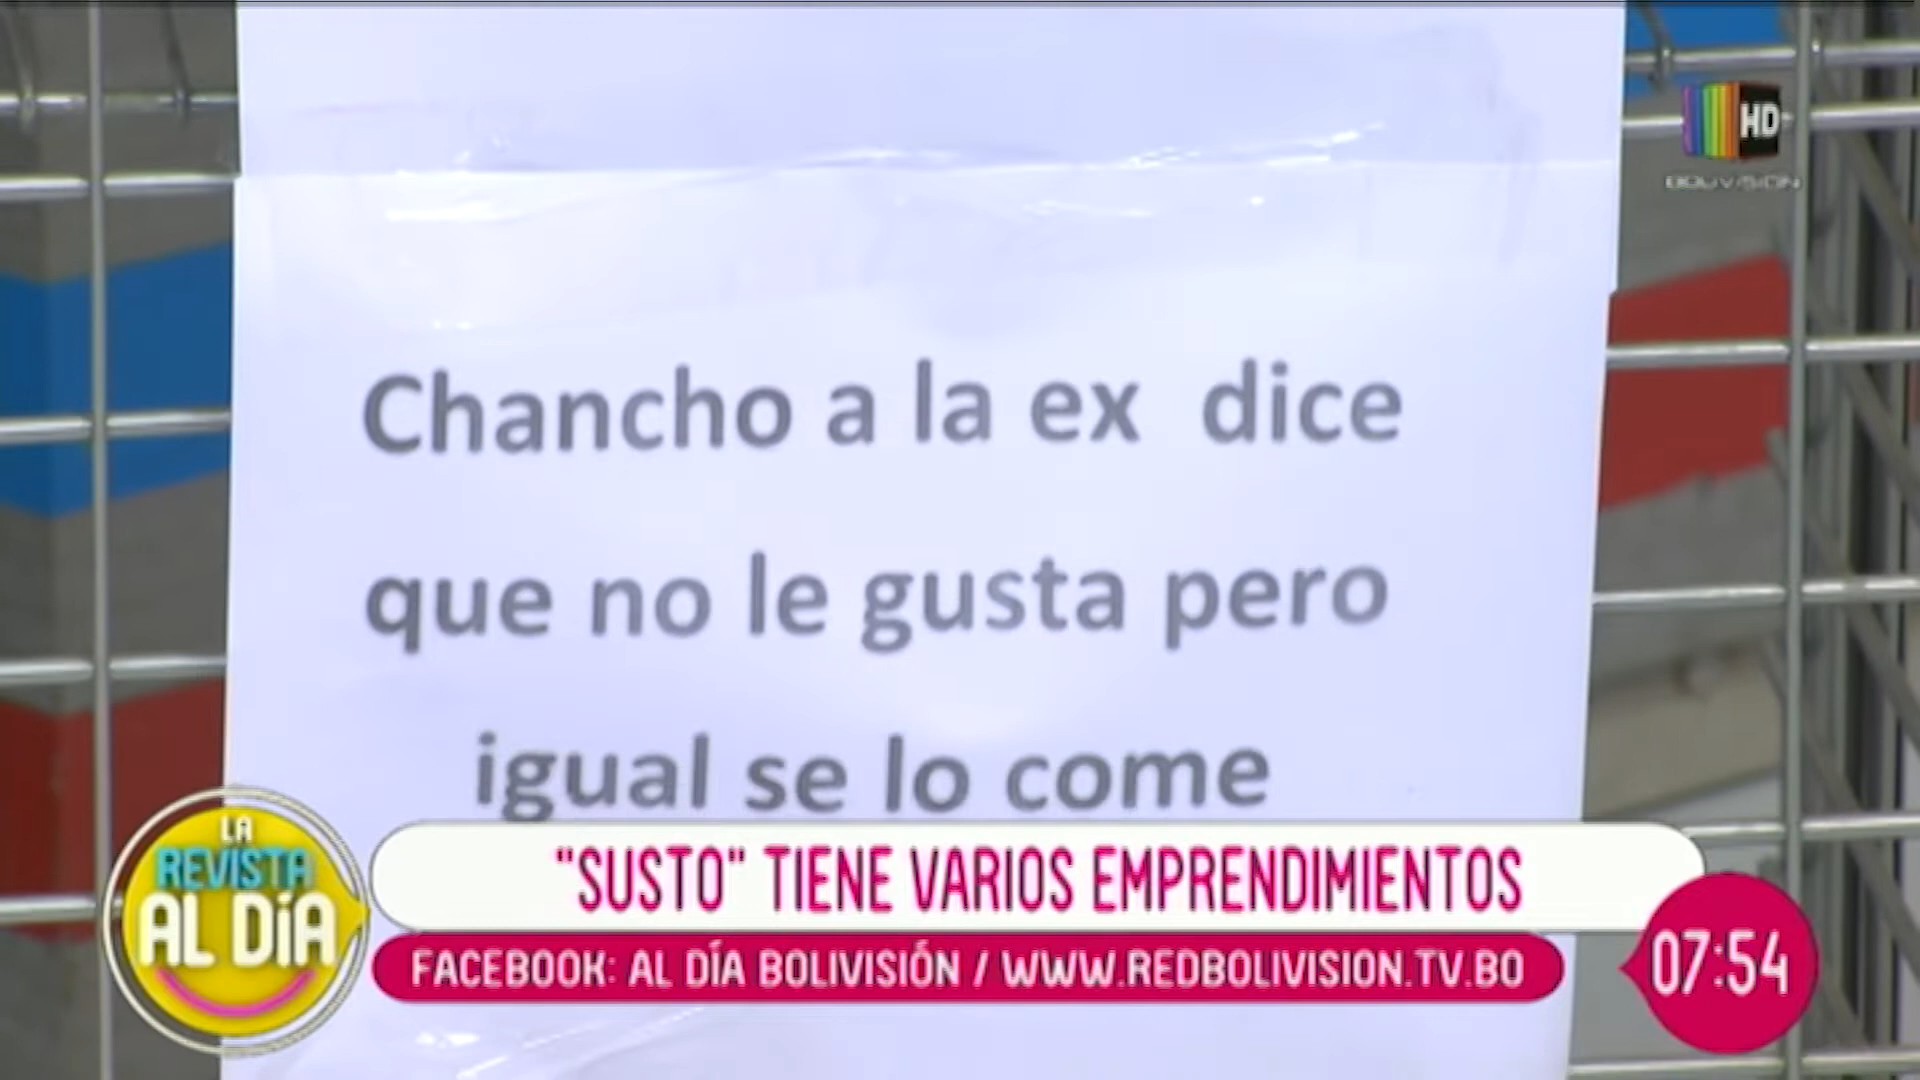 HD
BOLIVISION
Chancho a la ex dice
que no le gusta pero
igual se lo come
LA
REVISTA
AL DÍA
"SUSTO" TIENE VARIOS EMPRENDIMIENTOS
FACEBOOK: AL DÍA BOLIVISIÓN / WWW.REDBOLIVISION.TV.BO
07:54